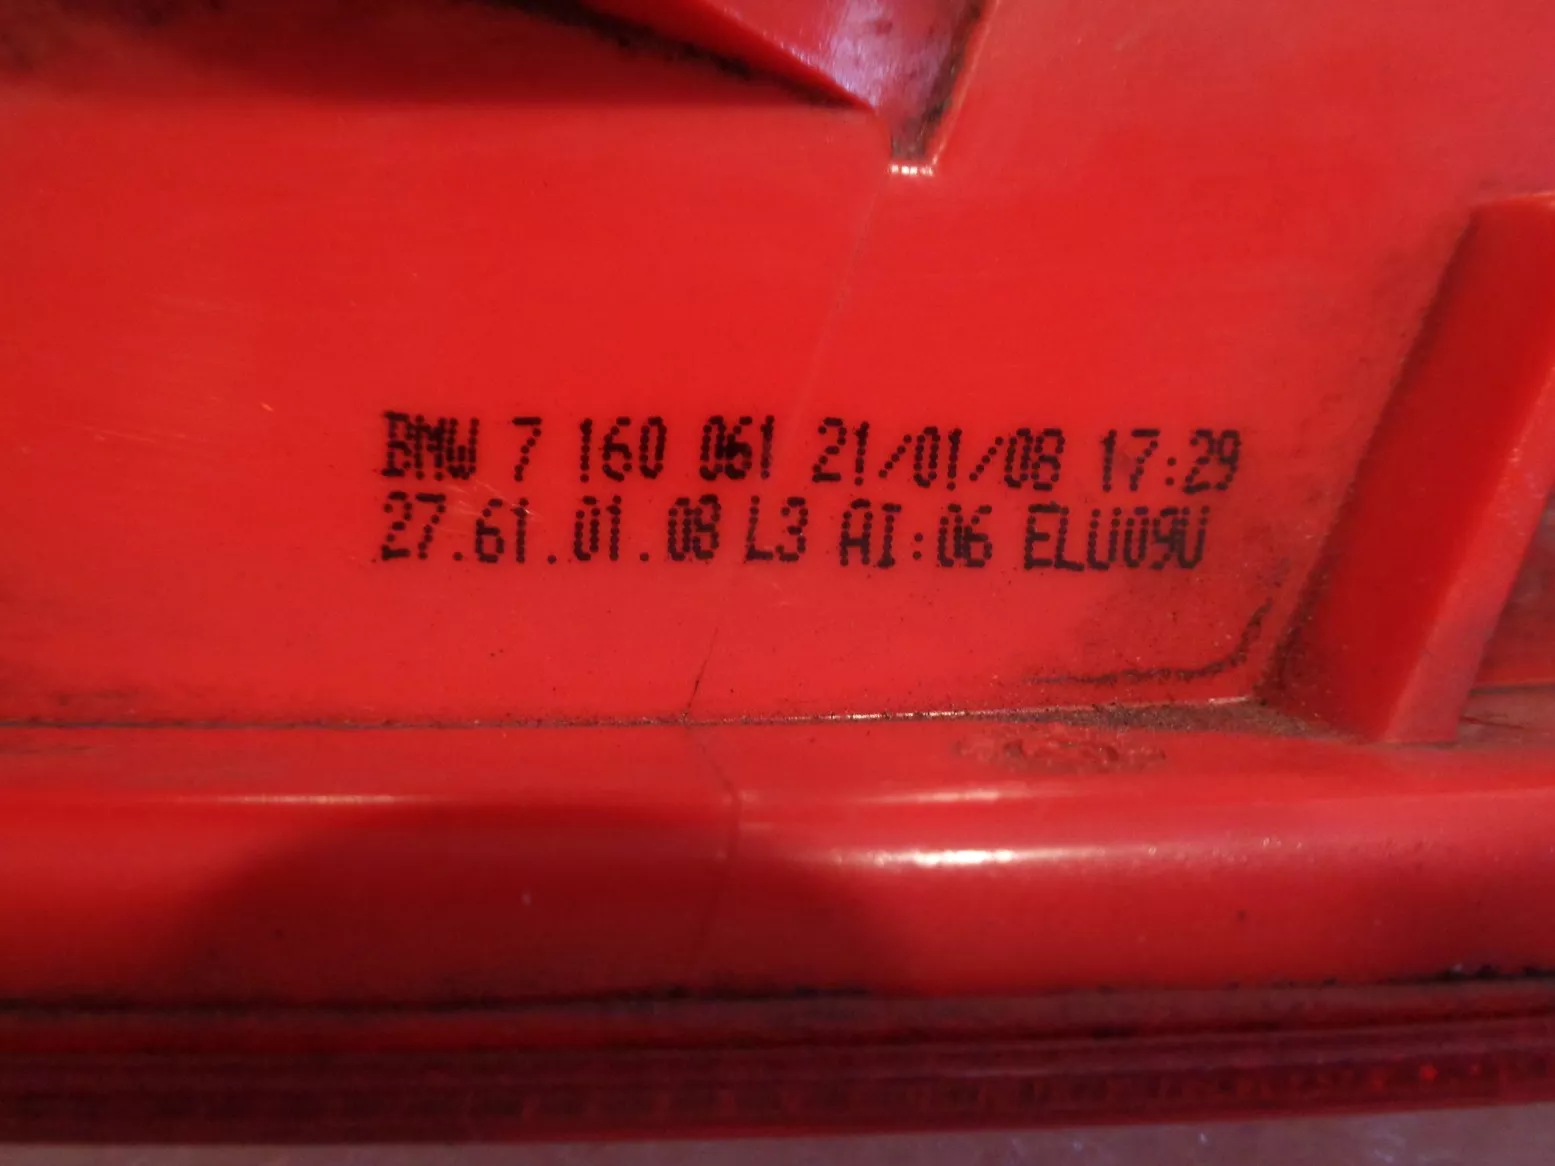 BMW 7 160 061 21/01/08 17:29
27.61.01.08 L3 AI:06 ELU09U